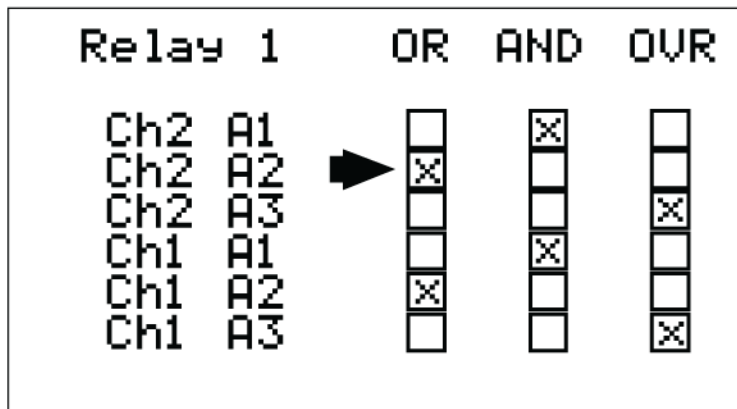 Relay 1 OR AND OVR
Ch2 A1
Ch2 A2
Ch2 A3
Ch1 A1
Ch1 A2
Ch1 A3